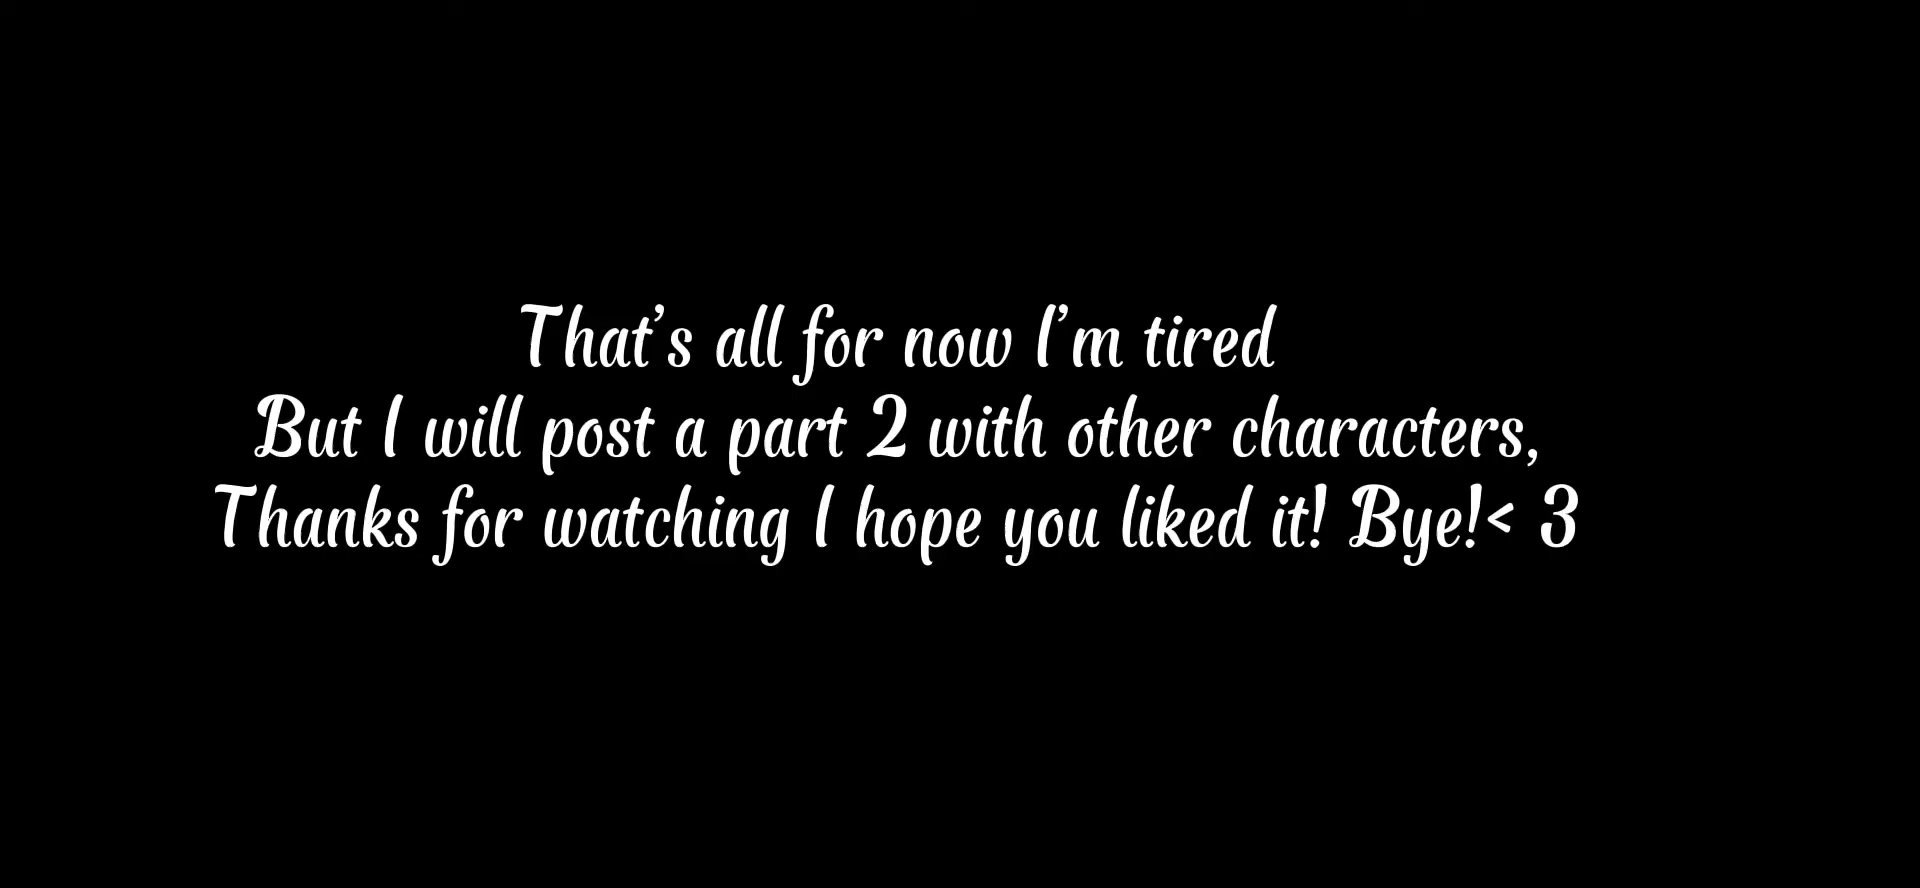 That's all for now I'm tired
But I will post a part 2 with other characters,
Thanks for watching I hope you liked it! Bye!< 3